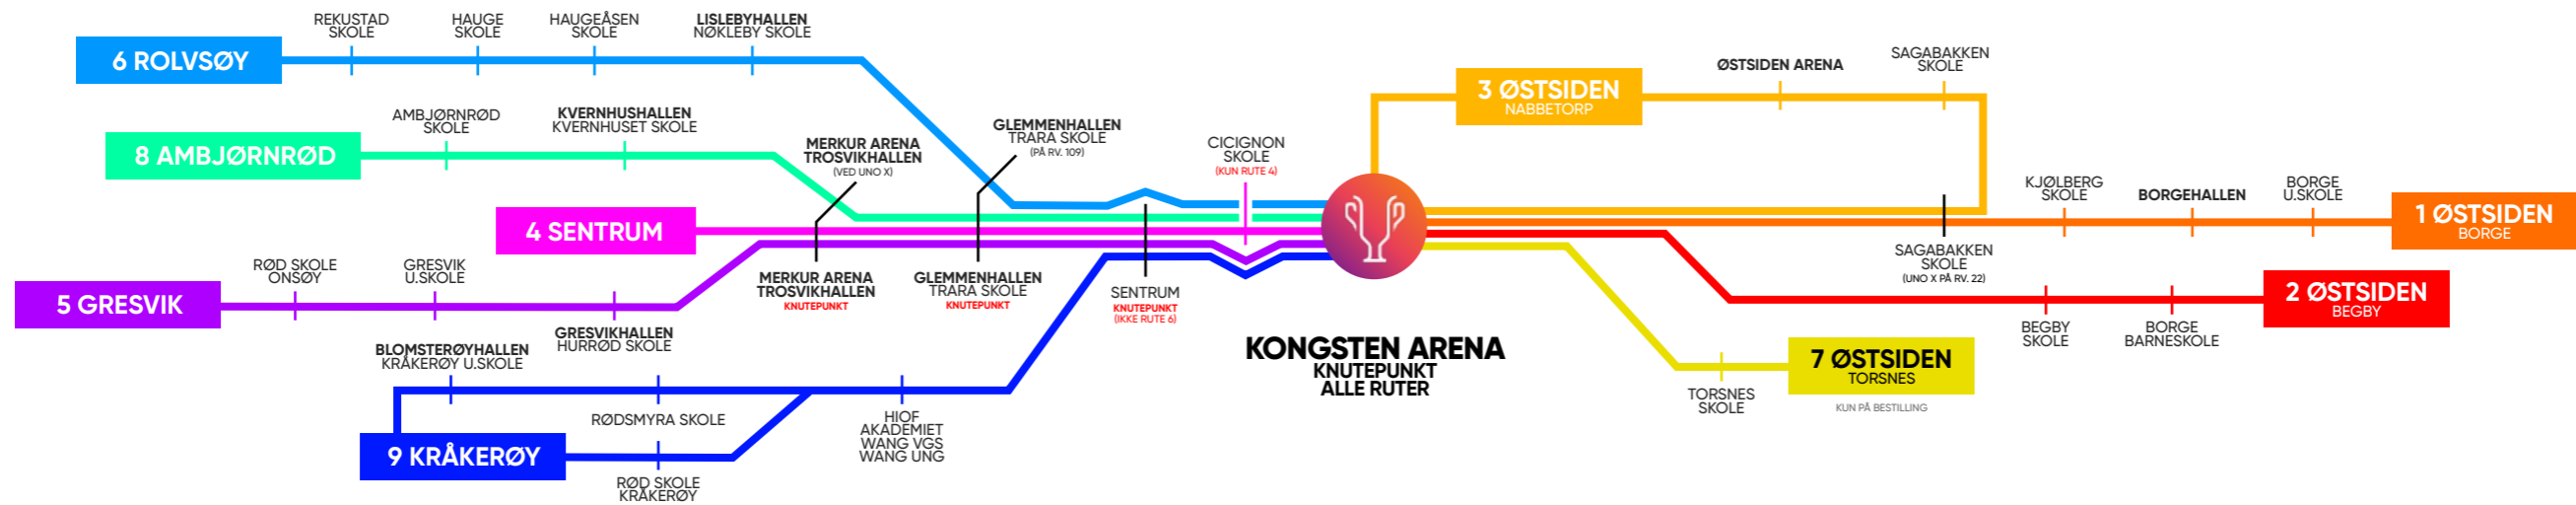 6 ROLVSØY
REKUSTAD
SKOLE
HAUGE
SKOLE
HAUGEÅSEN
SKOLE
LISLEBYHALLEN
NØKLEBY SKOLE
8 AMBJØRNRØD
AMBJØRNRØD
SKOLE
KVERNHUSHALLEN
KVERNHUSET SKOLE
MERKUR ARENA
TROSVIKHALLEN
(VED UNO X)
GLEMMENHALLEN
TRARA SKOLE
(PÅ RV. 109)
CICIGNON
SKOLE
(KUN RUTE 4)
4 SENTRUM
5 GRESVIK
RØD SKOLE
ONSØY
GRESVIK
U.SKOLE
GRESVIKHALLEN
HURRØD SKOLE
MERKUR ARENA
TROSVIKHALLEN
KNUTEPUNKT
GLEMMENHALLEN
TRARA SKOLE
KNUTEPUNKT
SENTRUM
KNUTEPUNKT
(IKKE RUTE 6)
BLOMSTERØYHALLEN
KRÅKERØY U.SKOLE
RØDSMYRA SKOLE
9 KRÅKERØY
RØD SKOLE
KRÅKERØY
HIOF
AKADEMIET
WANG VGS
WANG UNG
KONGSTEN ARENA
KNUTEPUNKT
ALLE RUTER
3 ØSTSIDEN
NABBETORP
ØSTSIDEN ARENA
SAGABAKKEN
SKOLE
KJØLBERG
SKOLE
BORGEHALLEN
BORGE
U.SKOLE
1 ØSTSIDEN
BORGE
SAGABAKKEN
SKOLE
(UNO X PÅ RV. 22)
2 ØSTSIDEN
BEGBY
BEGBY
SKOLE
BORGE
BARNESKOLE
7 ØSTSIDEN
TORSNES
KUN PÅ BESTILLING
TORSNES
SKOLE